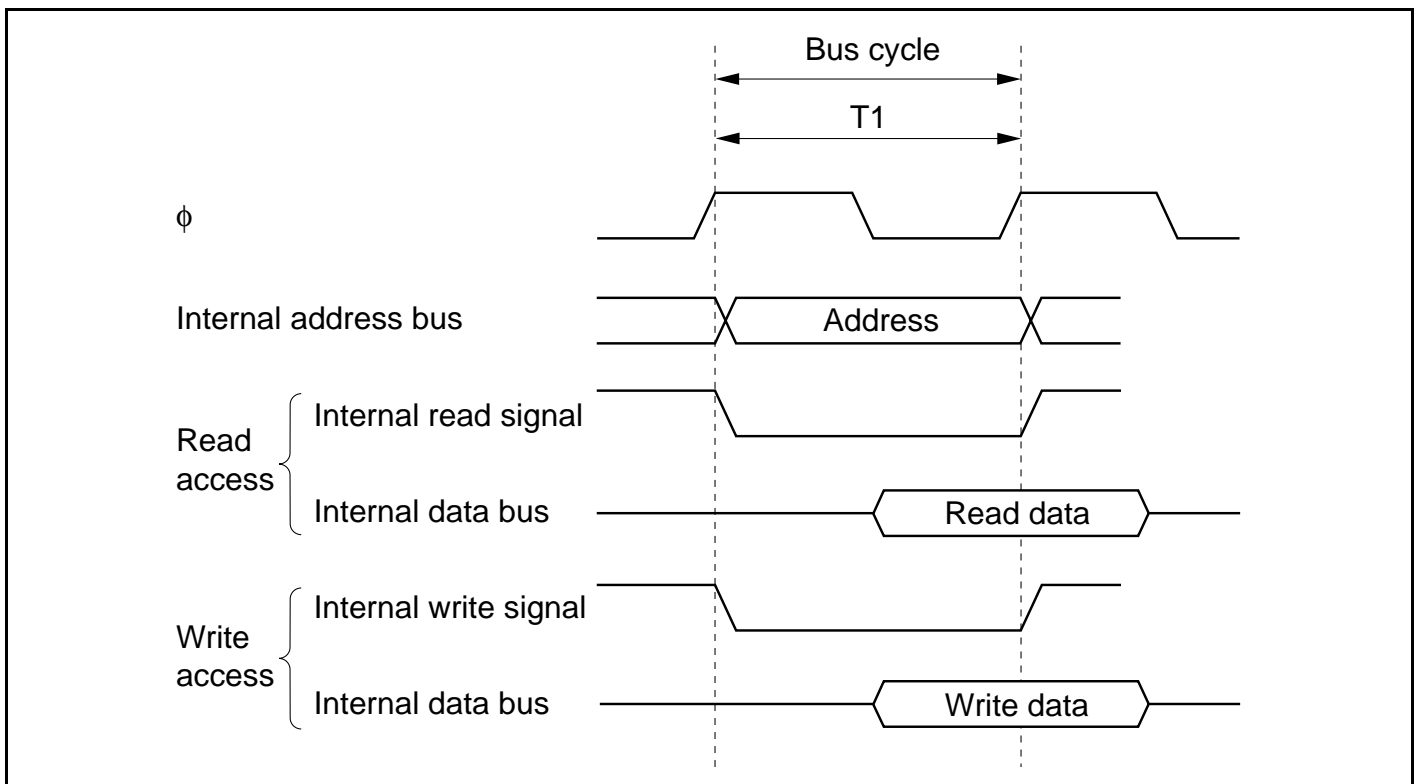 Bus cycle
T1
ϕ
Internal address bus
Address
Read
access
Internal read signal
Internal data bus
Read data
Write
access
Internal write signal
Internal data bus
Write data